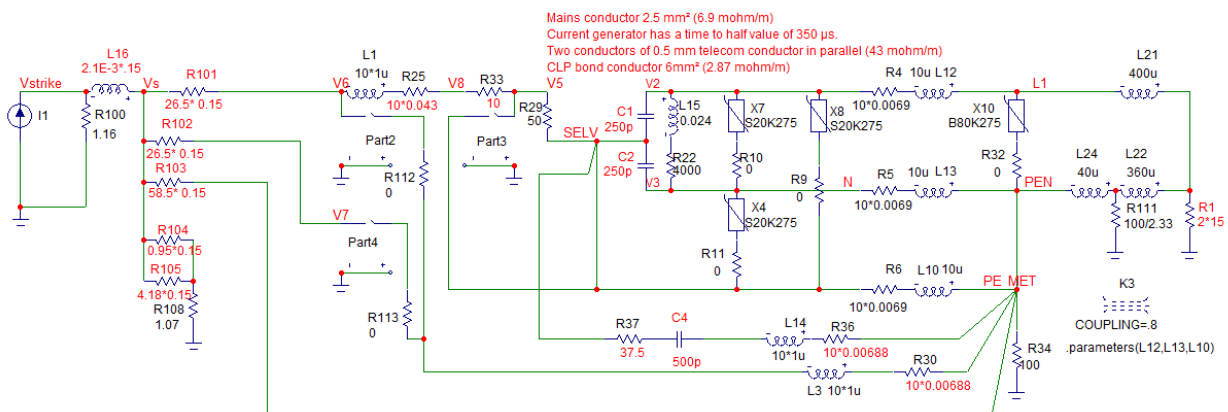 Mains conductor 2.5 mm² (6.9 mohm/m)
Current generator has a time to half value of 350 µs.
Two conductors of 0.5 mm telecom conductor in parallel (43 mohm/m)
CLP bond conductor 6mm² (2.87 mohm/m)
L16
2.1E-3*.15
Vstrike
Vs
R101
26.5* 0.15
I1
R100
1.16
R102
26.5* 0.15
R103
58.5* 0.15
R104
0.95*0.15
R105
4.18*0.15
R108
1.07
V6
L1
10*1u
R25
10*0.043
V8
R33
10
V5
Part2
Part3
R112
0
V7
Part4
R113
0
R29
50
SELV
C1
250p
C2
250p
V2
V3
L15
0.024
R22
4000
X7
S20K275
R10
0
X4
S20K275
R11
0
X8
S20K275
R9
0
R4
10*0.0069
10u L12
L1
X10
B80K275
R32
0
N
R5
10*0.0069
10u L13
PEN
L21
400u
L24
40u
L22
360u
R111
100/2.33
R1
2*15
R6
10*0.0069
L10 10u
PE MET
K3
COUPLING=.8
.parameters(L12,L13,L10)
R37
37.5
C4
500p
L14
10*1u
R36
10*0.00688
L3 10*1u
R30
10*0.00688
R34
100